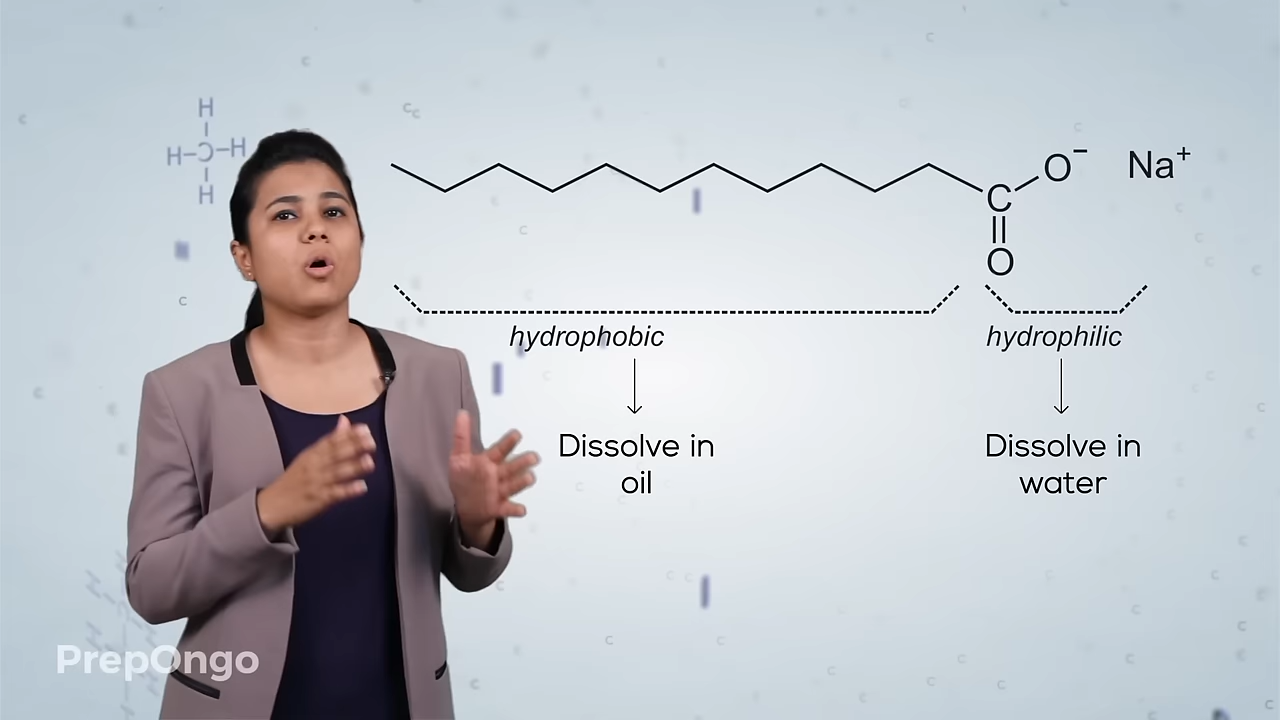 H
H-C-H
H
O⁻ Na⁺
C
O
hydrophobic
hydrophilic
Dissolve in
oil
Dissolve in
water
PrepOngo